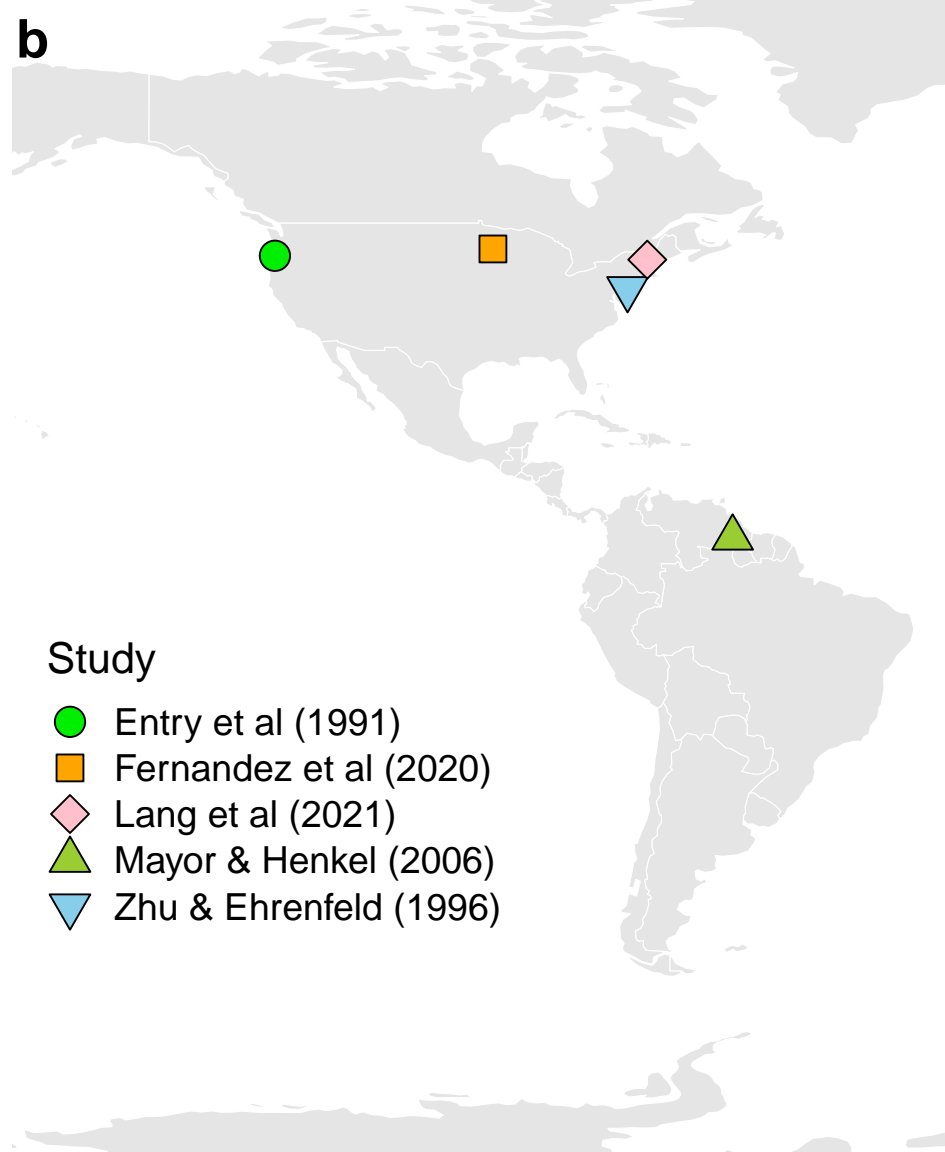 b
Study
Entry et al (1991)
Fernandez et al (2020)
Lang et al (2021)
Mayor & Henkel (2006)
Zhu & Ehrenfeld (1996)